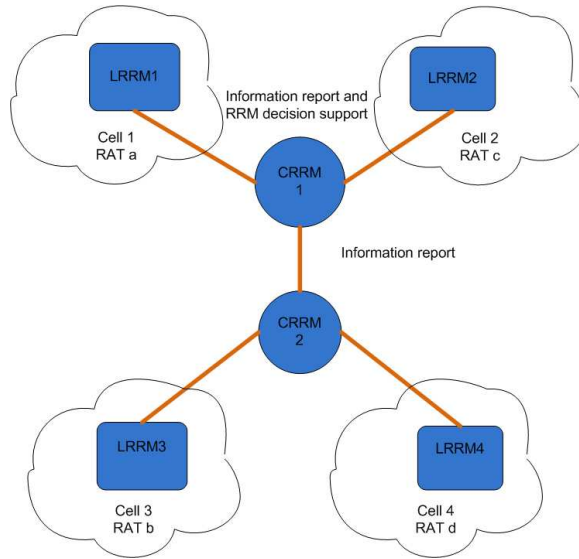 LRRM1
LRRM2
Information report and
RRM decision support
Cell 1
RAT a
Cell 2
RAT c
CRRM
1
Information report
CRRM
2
LRRM3
LRRM4
Cell 3
RAT b
Cell 4
RAT d